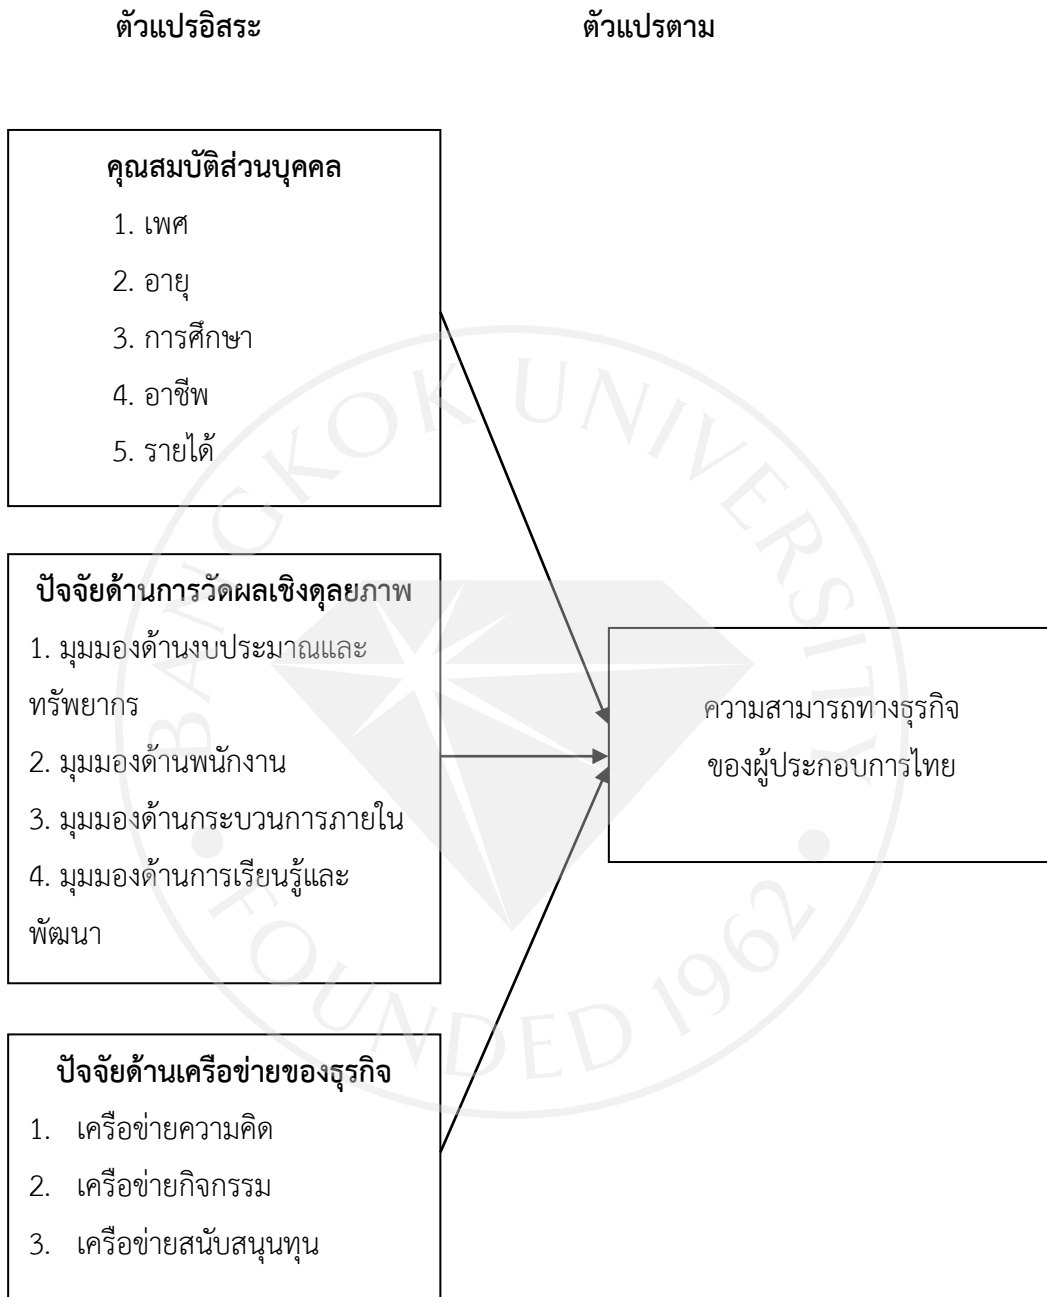 ตัวแปรอิสระ
ตัวแปรตาม
คุณสมบัติส่วนบุคคล
1. เพศ
2. อายุ
3. การศึกษา
4. อาชีพ
5. รายได้
ปัจจัยด้านการวัดผลเชิงดุลยภาพ
1. มุมมองด้านงบประมาณและ
ทรัพยากร
2. มุมมองด้านพนักงาน
3. มุมมองด้านกระบวนการภายใน
4. มุมมองด้านการเรียนรู้และ
พัฒนา
ความสามารถทางธุรกิจ
ของผู้ประกอบการไทย
ปัจจัยด้านเครือข่ายของธุรกิจ
1. เครือข่ายความคิด
2. เครือข่ายกิจกรรม
3. เครือข่ายสนับสนุนทุน
BANGKOK UNIVERSITY
FOUNDED 1962